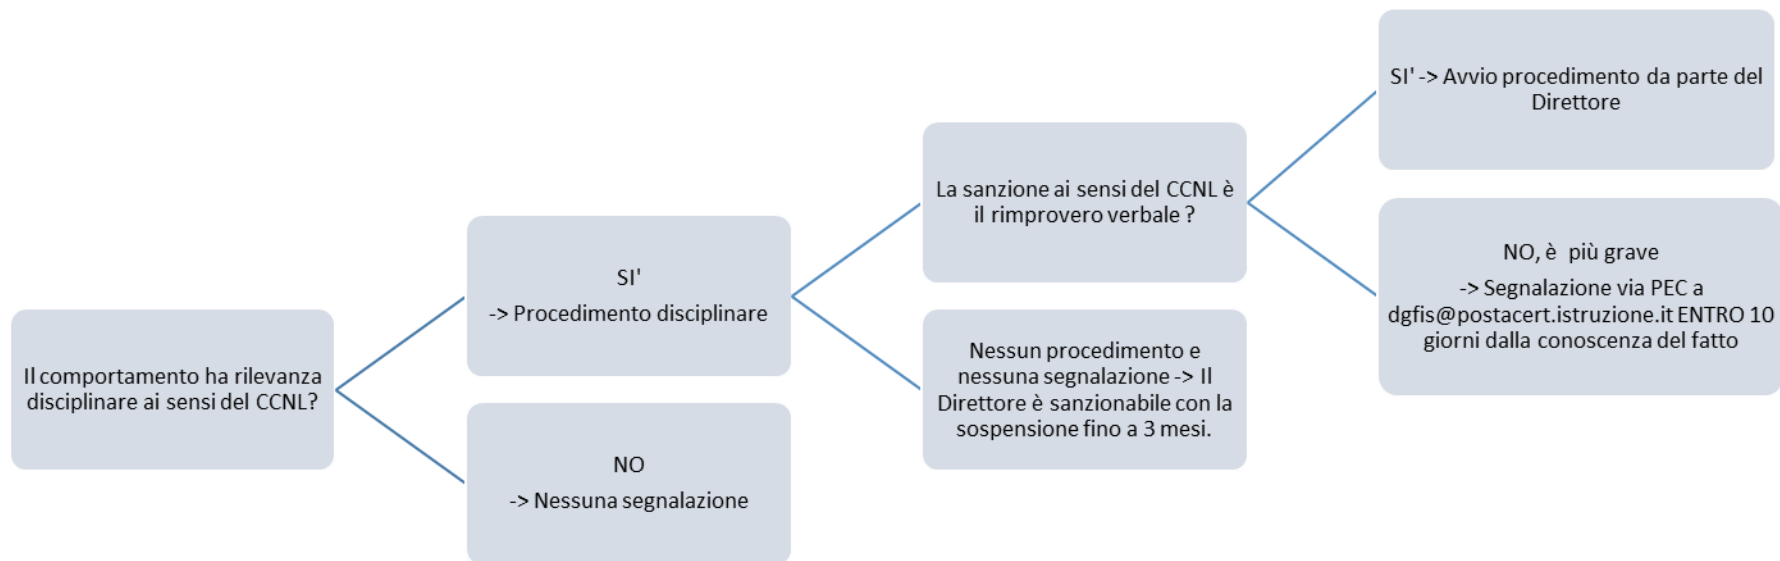 Il comportamento ha rilevanza
disciplinare ai sensi del CCNL?
SI'
-> Procedimento disciplinare
NO
-> Nessuna segnalazione
La sanzione ai sensi del CCNL è
il rimprovero verbale ?
Nessun procedimento e
nessuna segnalazione -> Il
Direttore è sanzionabile con la
sospensione fino a 3 mesi.
SI' -> Avvio procedimento da parte del
Direttore
NO, è più grave
-> Segnalazione via PEC a
dgfis@postacert.istruzione.it ENTRO 10
giorni dalla conoscenza del fatto